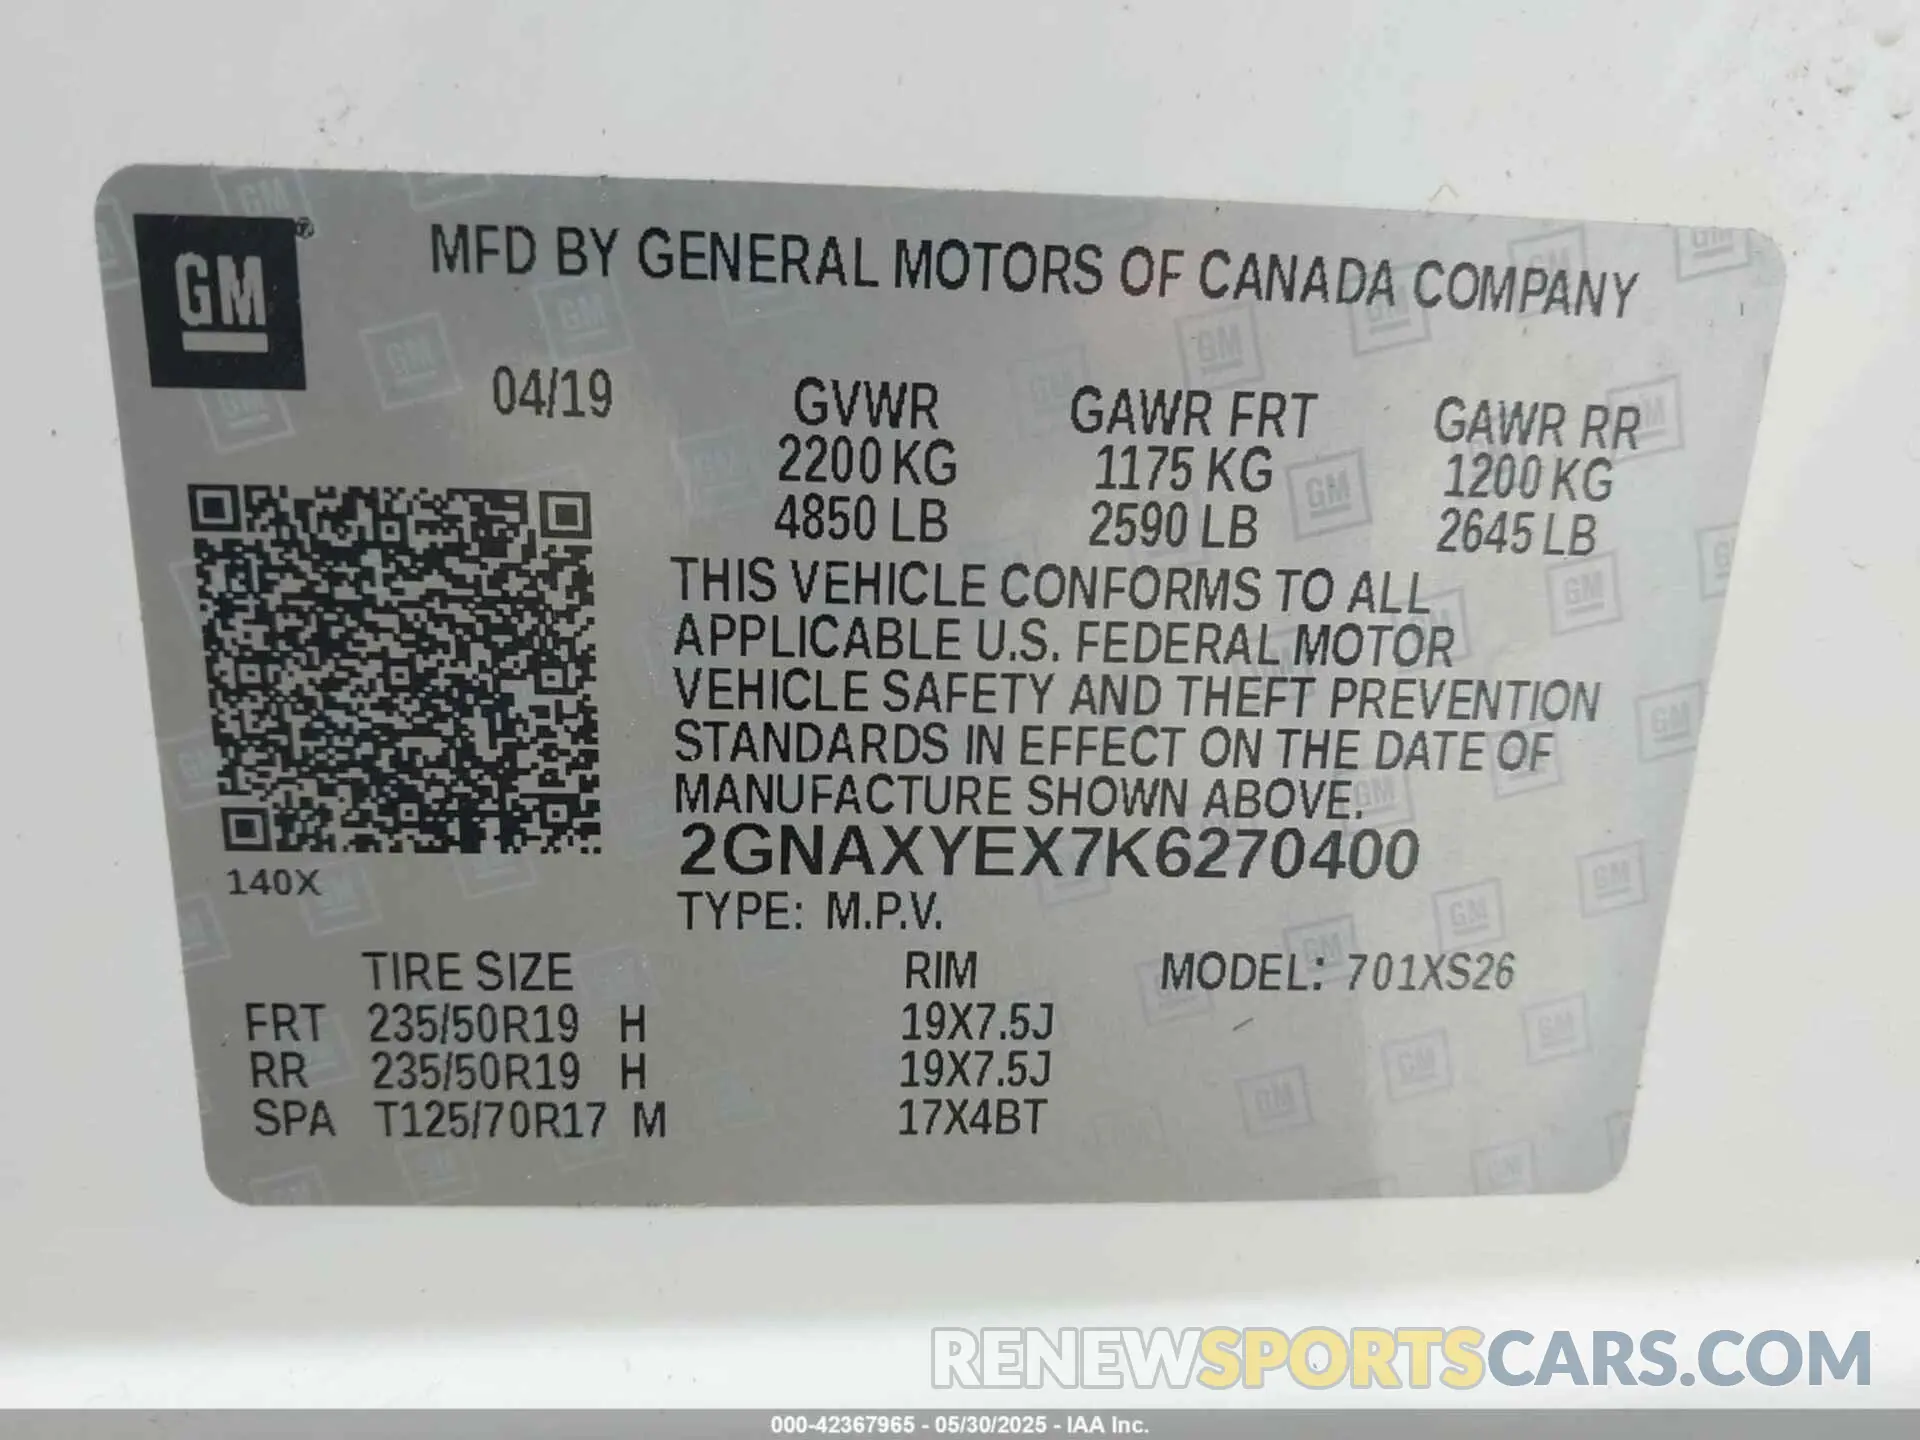 GM
MFD BY GENERAL MOTORS OF CANADA COMPANY
04/19
GVWR GAWR FRT GAWR RR
2200 KG 1175 KG 1200 KG
4850 LB 2590 LB 2645 LB
THIS VEHICLE CONFORMS TO ALL
APPLICABLE U.S. FEDERAL MOTOR
VEHICLE SAFETY AND THEFT PREVENTION
STANDARDS IN EFFECT ON THE DATE OF
MANUFACTURE SHOWN ABOVE.
2GNAXYEX7K6270400
140X
TYPE: M.P.V.
TIRE SIZE RIM MODEL: 701XS26
FRT 235/50R19 H 19X7.5J
RR 235/50R19 H 19X7.5J
SPA T125/70R17 M 17X4BT
RENEWSPORTSCARS.COM
000-42367965 - 05/30/2025 - IAA Inc.